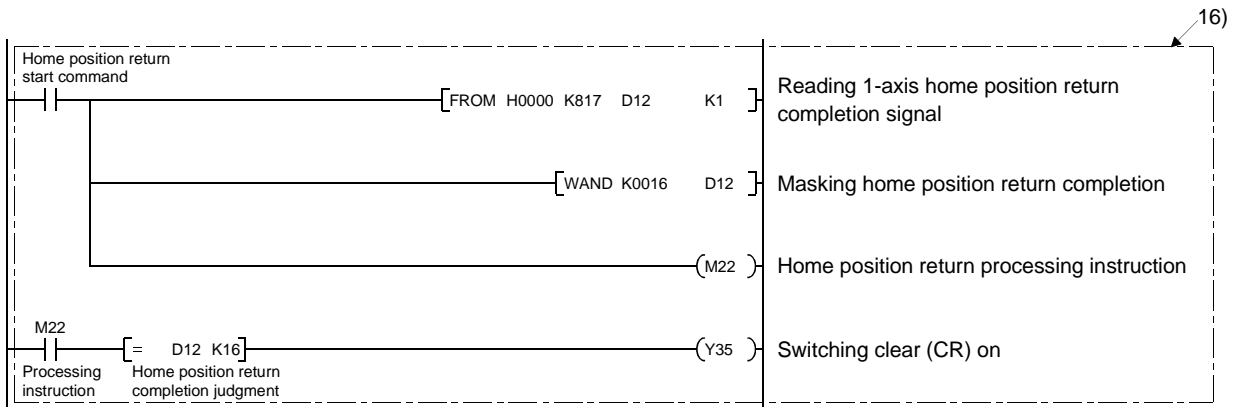 16)
Home position return
start command
FROM H0000 K817 D12 K1
Reading 1-axis home position return
completion signal
WAND K0016 D12
Masking home position return completion
M22
Home position return processing instruction
M22
= D12 K16
Y35
Switching clear (CR) on
Processing
instruction
Home position return
completion judgment